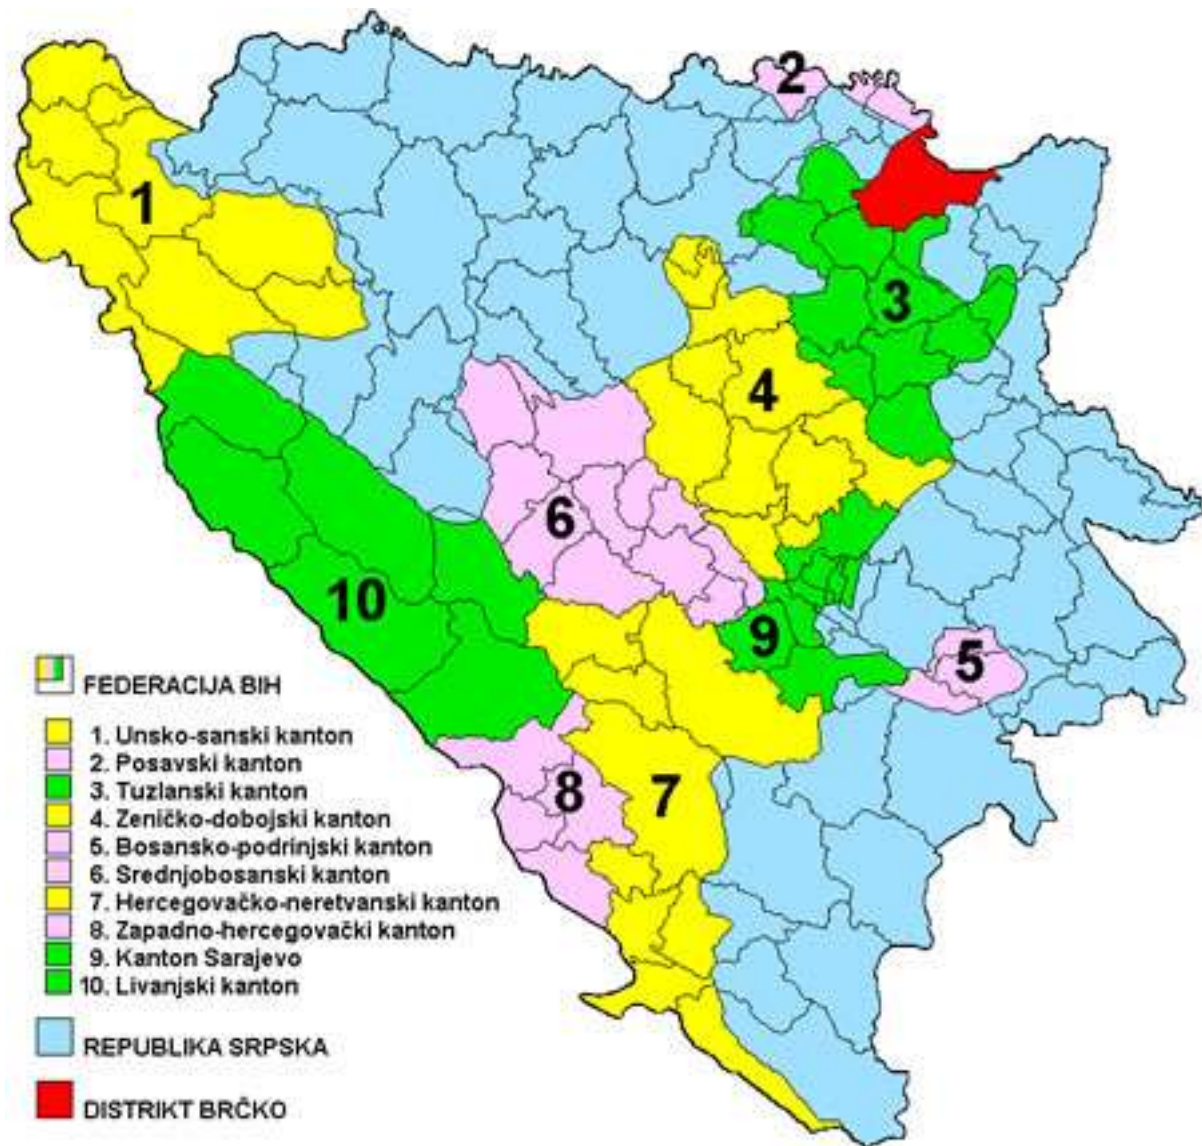 2
1
3
4
6
10
9
5
8
7
FEDERACIJA BIH
1. Unsko-sanski kanton
2. Posavski kanton
3. Tuzlanski kanton
4. Zeničko-dobojski kanton
5. Bosansko-podrinjski kanton
6. Srednjobosanski kanton
7. Hercegovačko-neretvanski kanton
8. Zapadno-hercegovački kanton
9. Kanton Sarajevo
10. Livanjski kanton
REPUBLIKA SRPSKA
DISTRIKT BRČKO